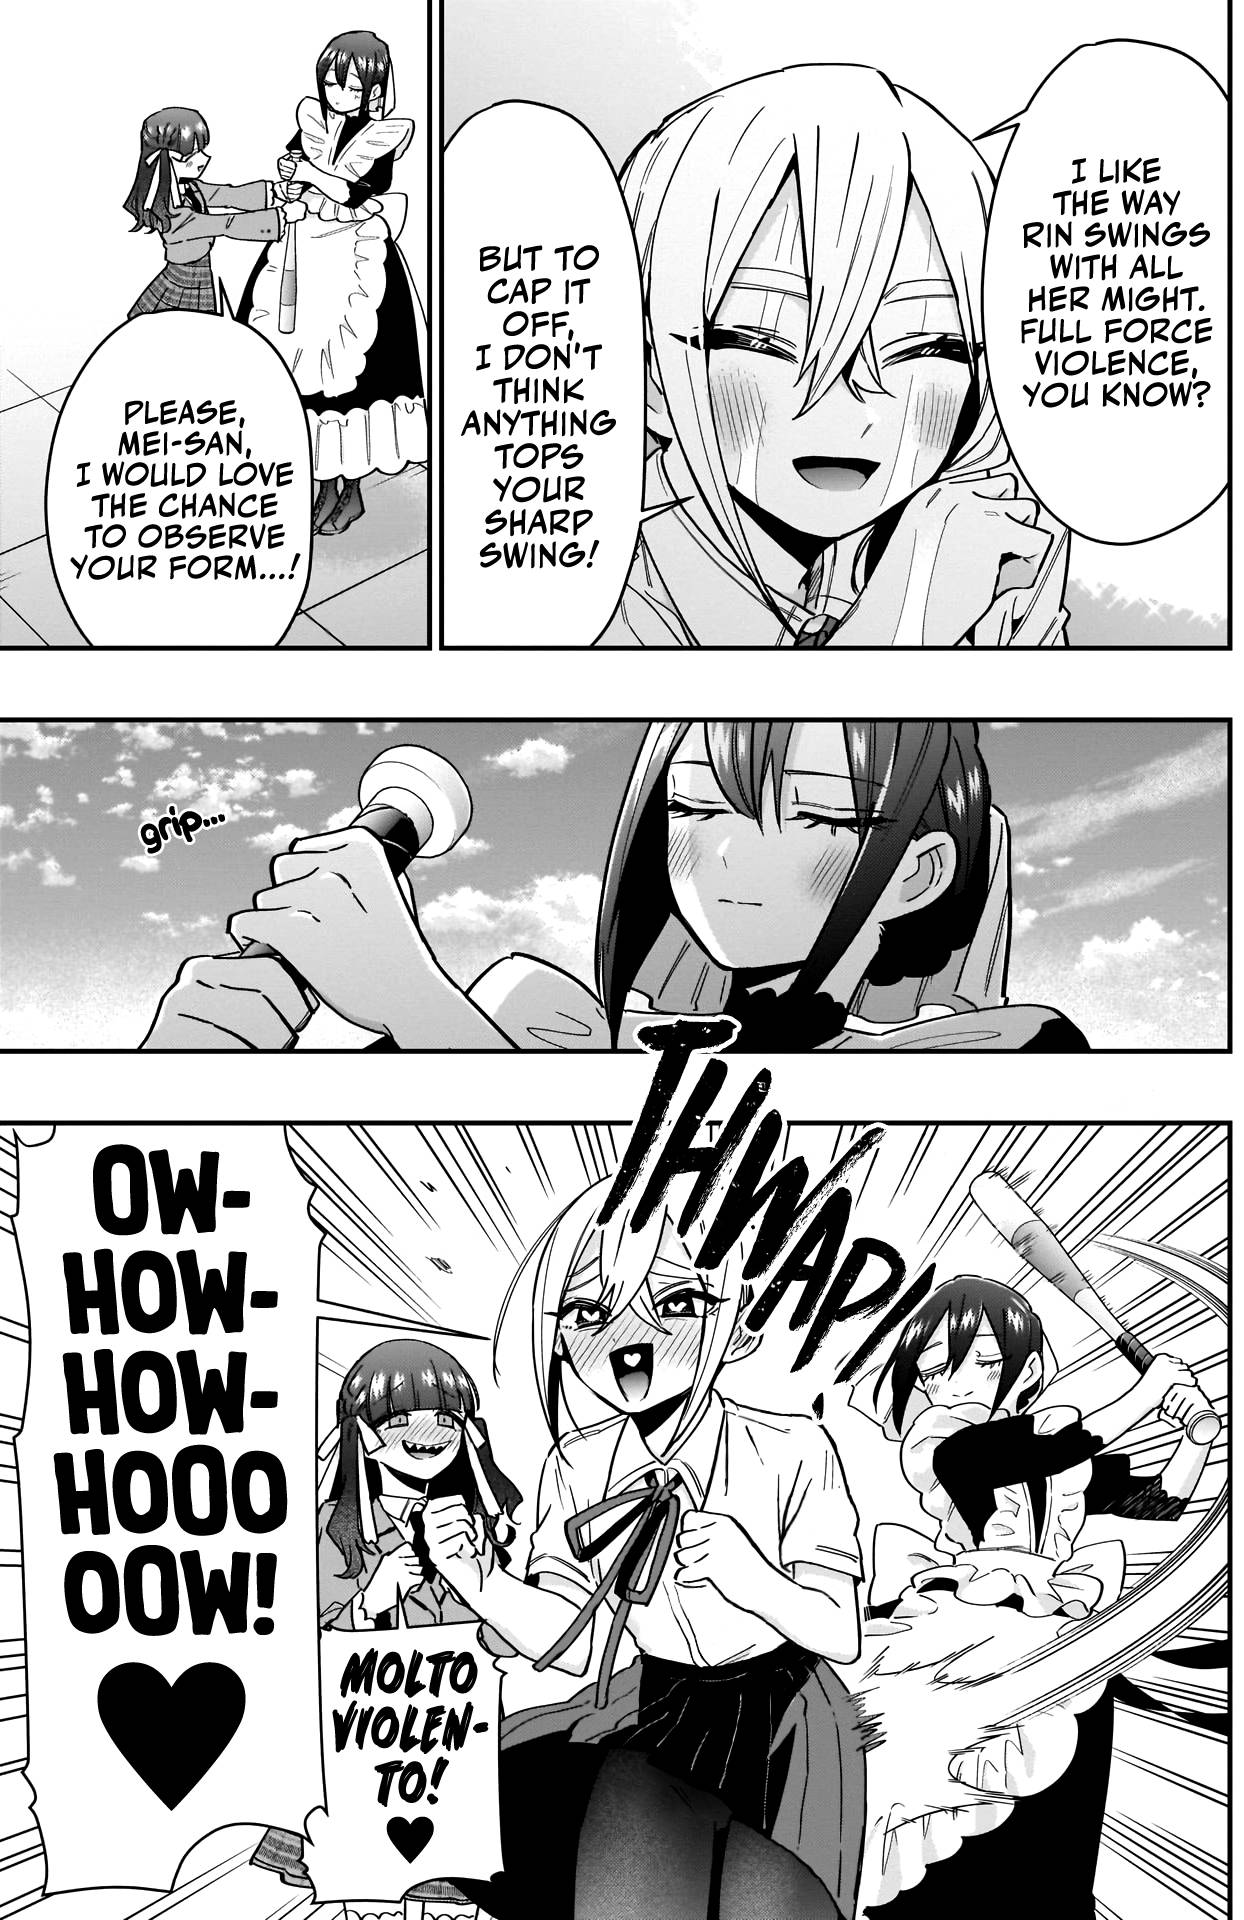 I LIKE
THE WAY
RIN SWINGS
WITH ALL
HER MIGHT.
FULL FORCE
VIOLENCE,
YOU KNOW?
BUT TO
CAP IT
OFF,
I DON'T
THINK
ANYTHING
TOPS
YOUR
SHARP
SWING!
PLEASE,
MEI-SAN,
I WOULD LOVE
THE CHANCE
TO OBSERVE
YOUR FORM...!
grip...
THWAP!
OW-
HOW-
HOW-
HOOO
OOW!
♥
MOLTO
VIOLEN-
TO!
♥